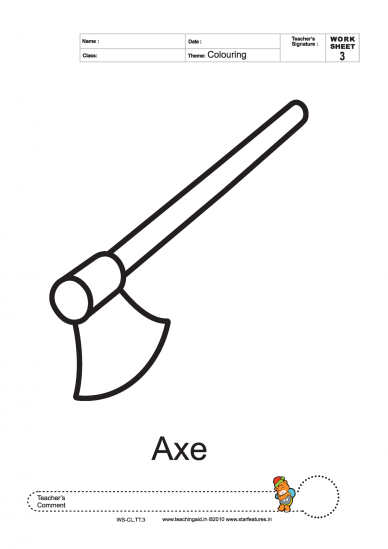 Name :
Date :
Teacher's
Signature :
WORK
SHEET
3
Class:
Theme: Colouring
Axe
Teacher's
Comment
WS-CL.TT.3
www.teachingaid.in ©2010 www.starfeatures.in